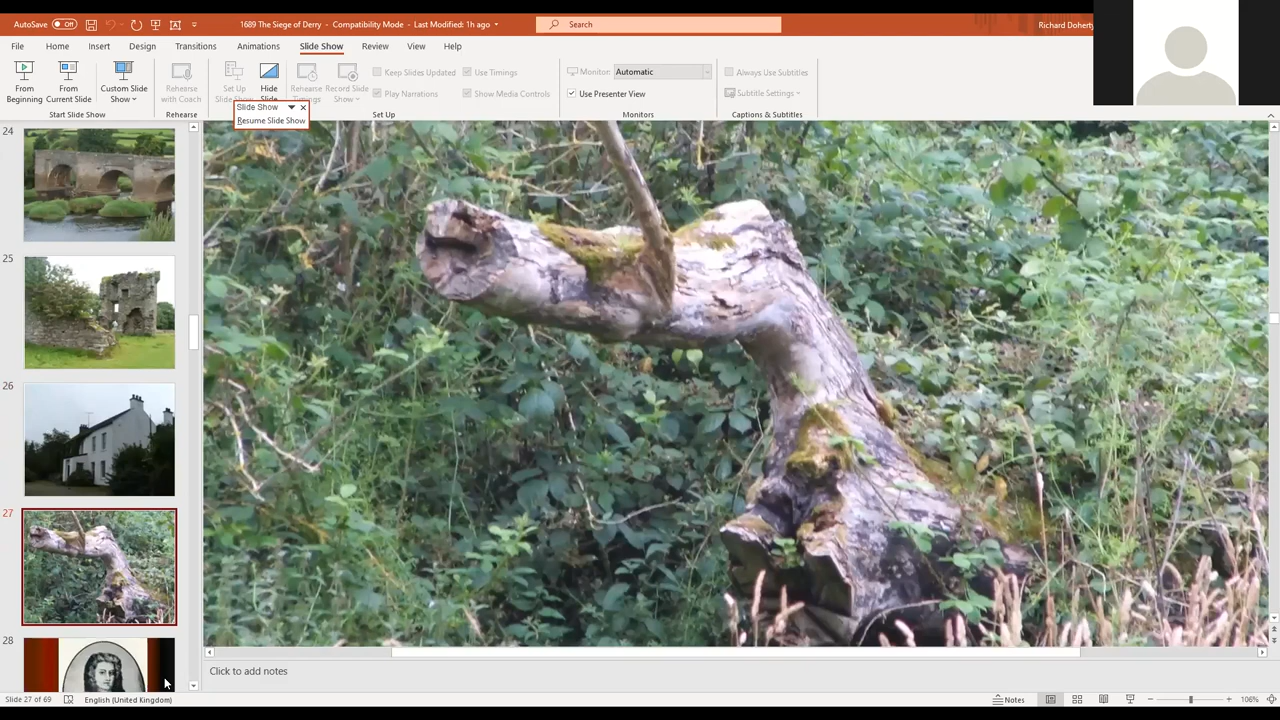 AutoSave Off 1689 The Siege of Derry - Compatibility Mode - Last Modified: 1h ago Search Richard Doherty
File Home Insert Design Transitions Animations Slide Show Review View Help
From Beginning From Current Slide Custom Slide Show Rehearse with Coach Set Up Slide Show Hide Slide Rehearse Timings Record Slide Show Keep Slides Updated Use Timings Monitor: Automatic Always Use Subtitles
Play Narrations Show Media Controls Use Presenter View Subtitle Settings
Start Slide Show Rehearse Set Up Monitors Captions & Subtitles
Slide Show
Resume Slide Show
24
25
26
27
28
Click to add notes
Slide 27 of 69 English (United Kingdom) Notes 106%